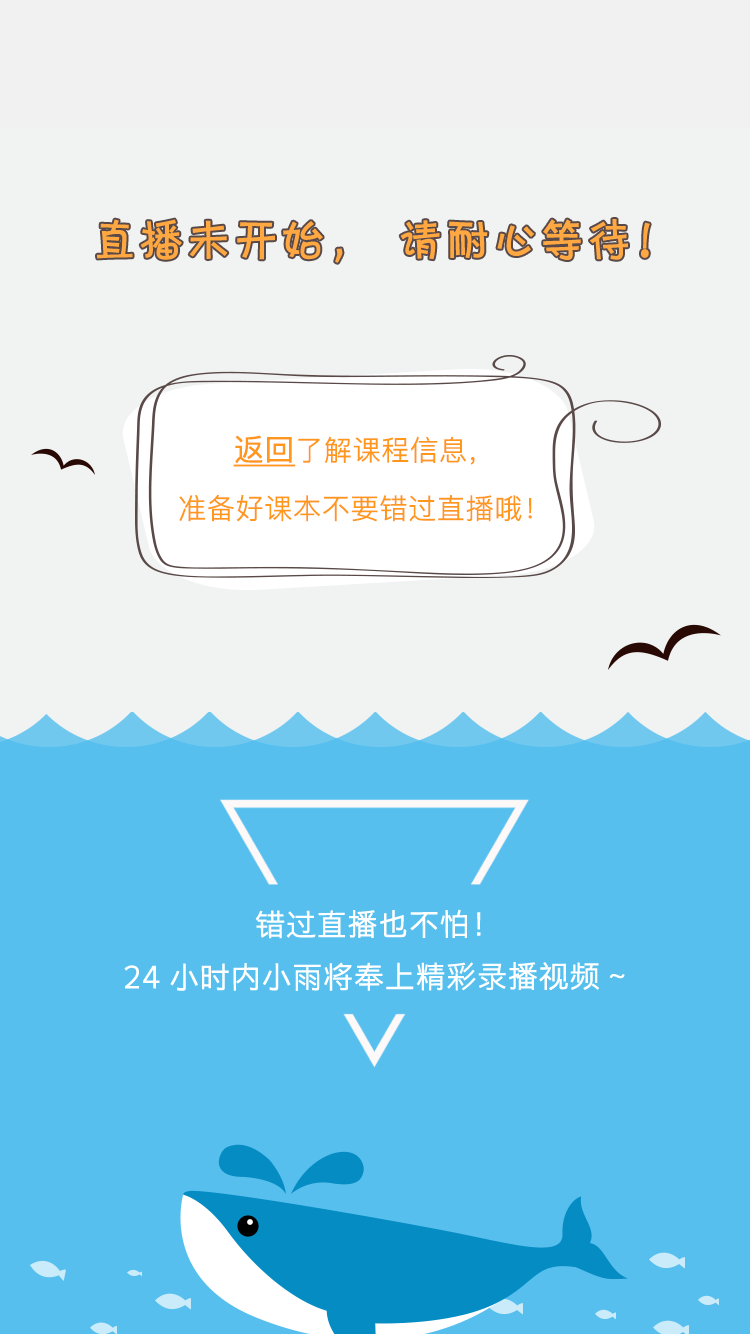 直播未开始， 请耐心等待！
返回了解课程信息，
准备好课本不要错过直播哦！
错过直播也不怕！
24 小时内小雨将奉上精彩录播视频 ~